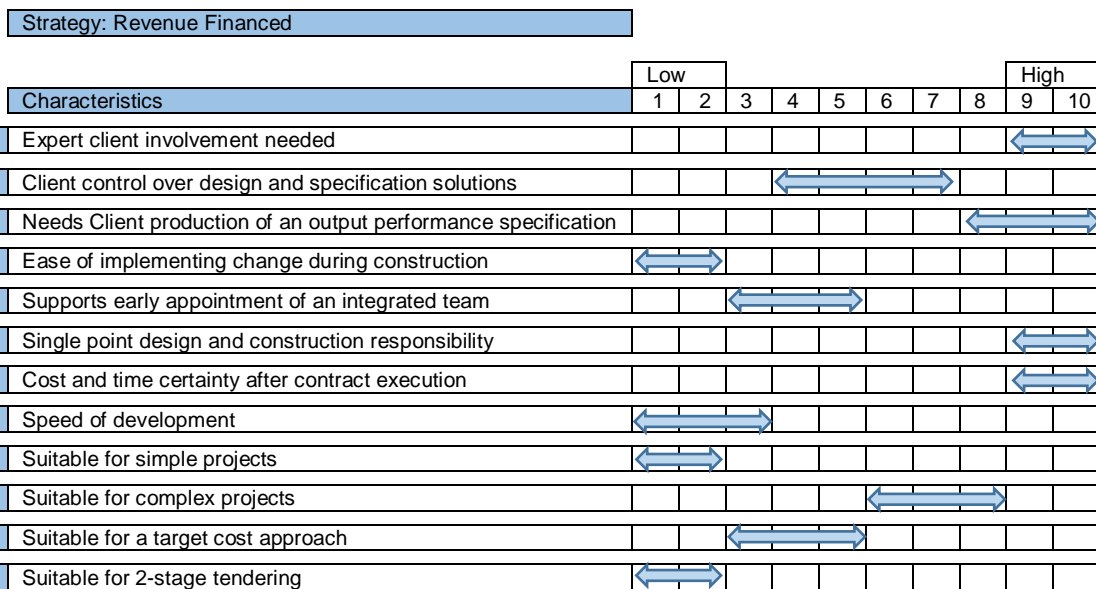 Strategy: Revenue Financed
Low High
Characteristics 1 2 3 4 5 6 7 8 9 10
Expert client involvement needed
Client control over design and specification solutions
Needs Client production of an output performance specification
Ease of implementing change during construction
Supports early appointment of an integrated team
Single point design and construction responsibility
Cost and time certainty after contract execution
Speed of development
Suitable for simple projects
Suitable for complex projects
Suitable for a target cost approach
Suitable for 2-stage tendering